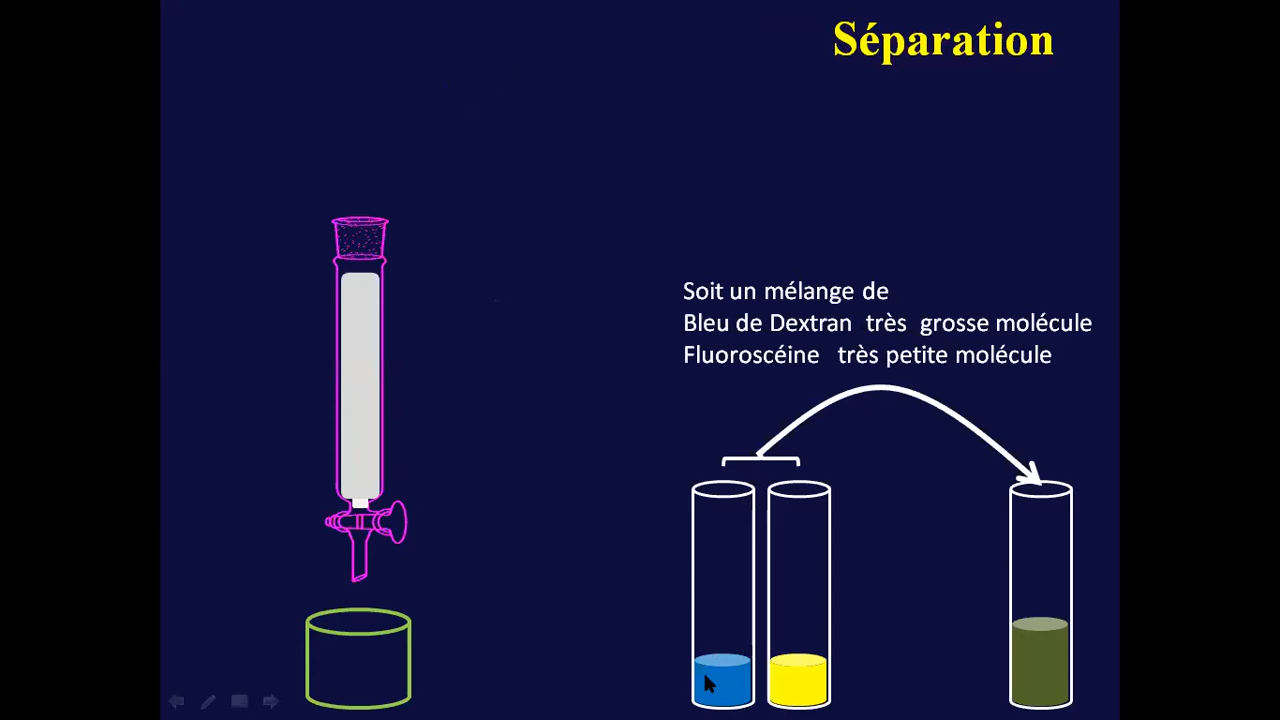 Séparation
Soit un mélange de
Bleu de Dextran très grosse molécule
Fluoroscéine très petite molécule